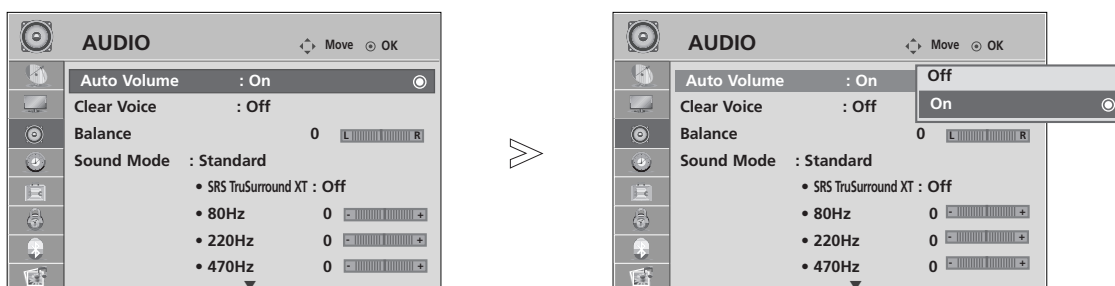 AUDIO Move OK
Auto Volume : On
Clear Voice : Off
Balance 0 L R
Sound Mode : Standard
• SRS TruSurround XT : Off
• 80Hz 0 - +
• 220Hz 0 - +
• 470Hz 0 - +
AUDIO Move OK
Auto Volume : On
Off
On
Clear Voice : Off
Balance 0 L R
Sound Mode : Standard
• SRS TruSurround XT : Off
• 80Hz 0 - +
• 220Hz 0 - +
• 470Hz 0 - +